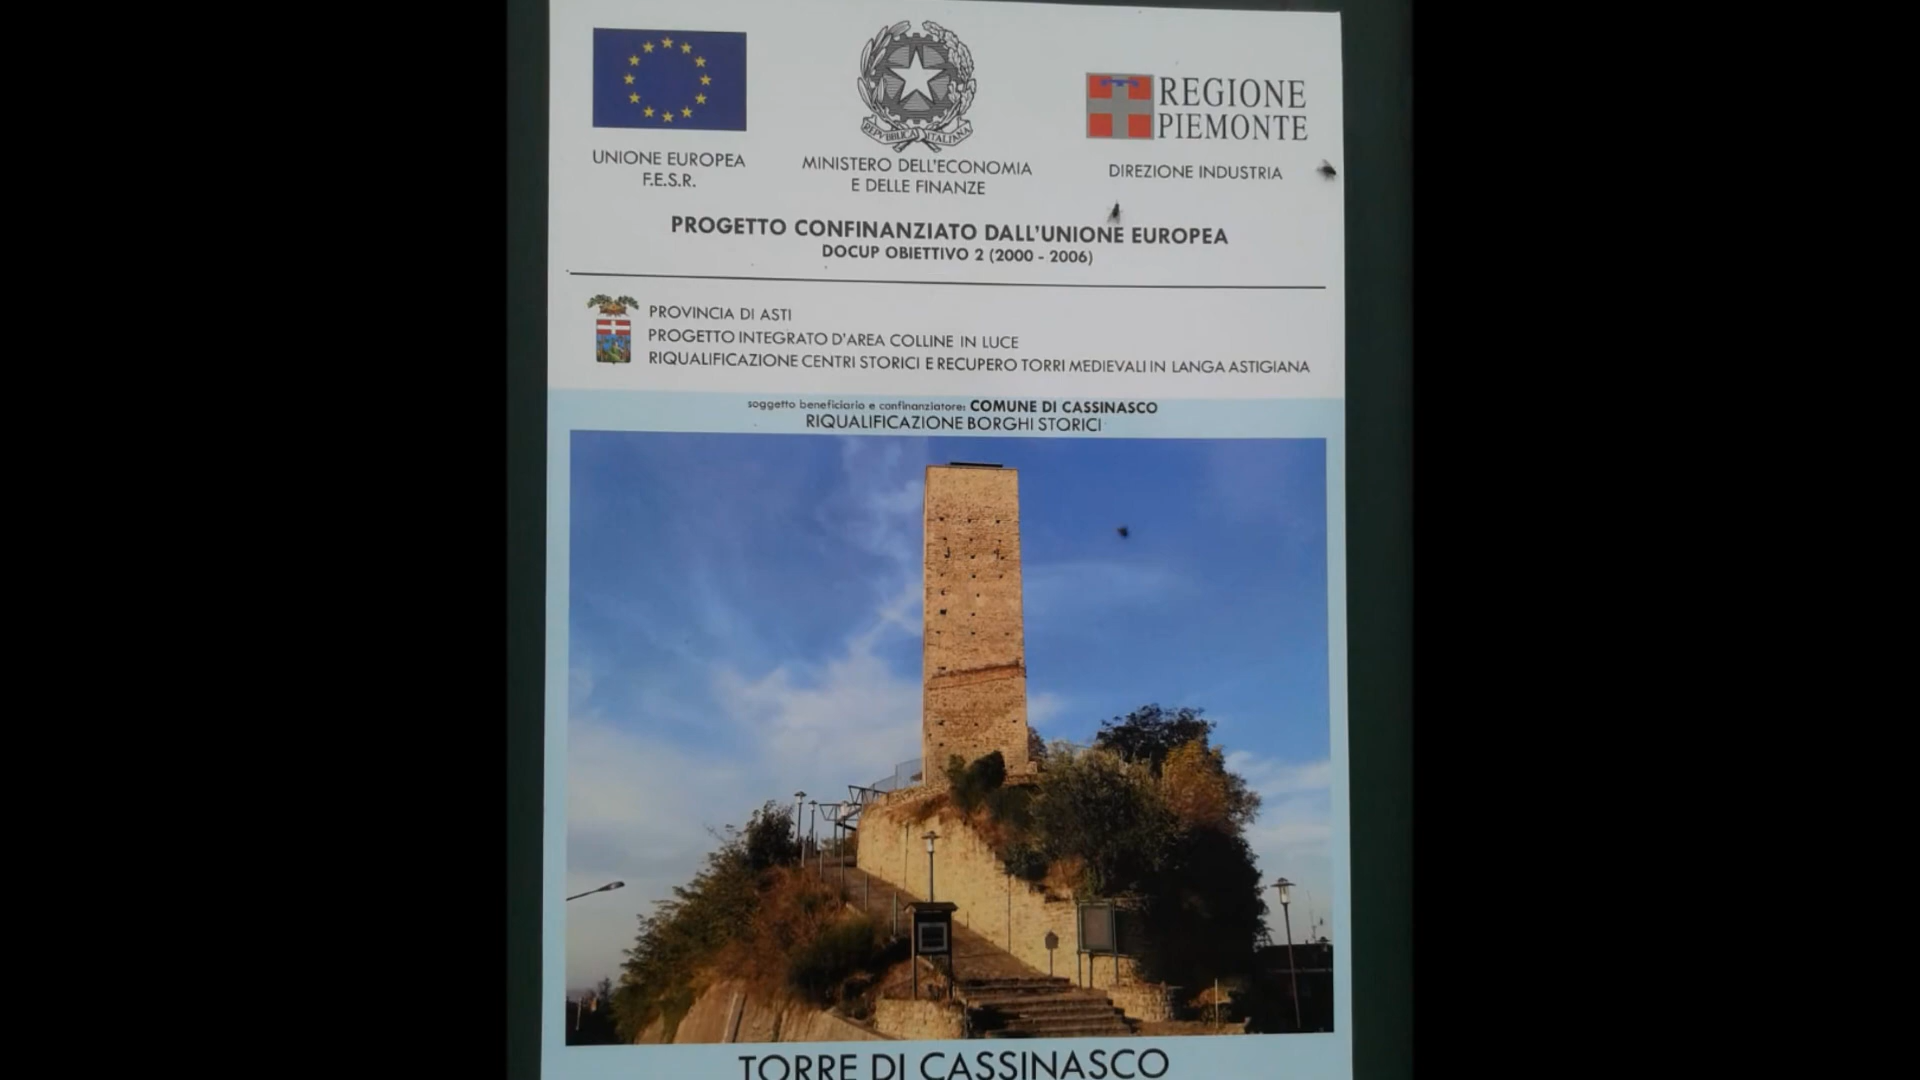 REPVBBLICA ITALIANA
REGIONE
PIEMONTE
UNIONE EUROPEA
F.E.S.R.
MINISTERO DELL'ECONOMIA
E DELLE FINANZE
DIREZIONE INDUSTRIA
PROGETTO CONFINANZIATO DALL'UNIONE EUROPEA
DOCUP OBIETTIVO 2 (2000 - 2006)
PROVINCIA DI ASTI
PROGETTO INTEGRATO D'AREA COLLINE IN LUCE
RIQUALIFICAZIONE CENTRI STORICI E RECUPERO TORRI MEDIEVALI IN LANGA ASTIGIANA
soggetto beneficiario e confinanziatore: COMUNE DI CASSINASCO
RIQUALIFICAZIONE BORGHI STORICI
TORRE DI CASSINASCO